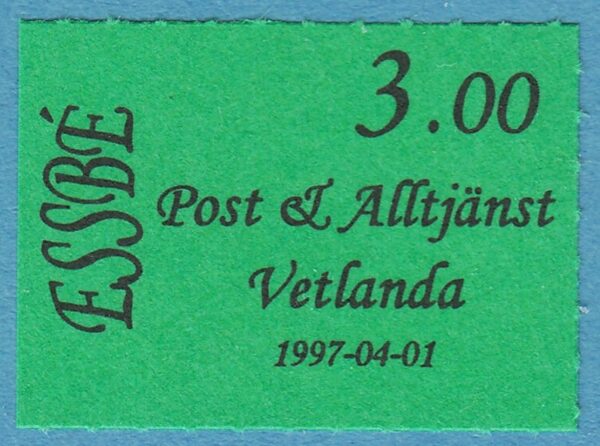 ESSBÉ
3.00
Post & Alltjänst
Vetlanda
1997-04-01